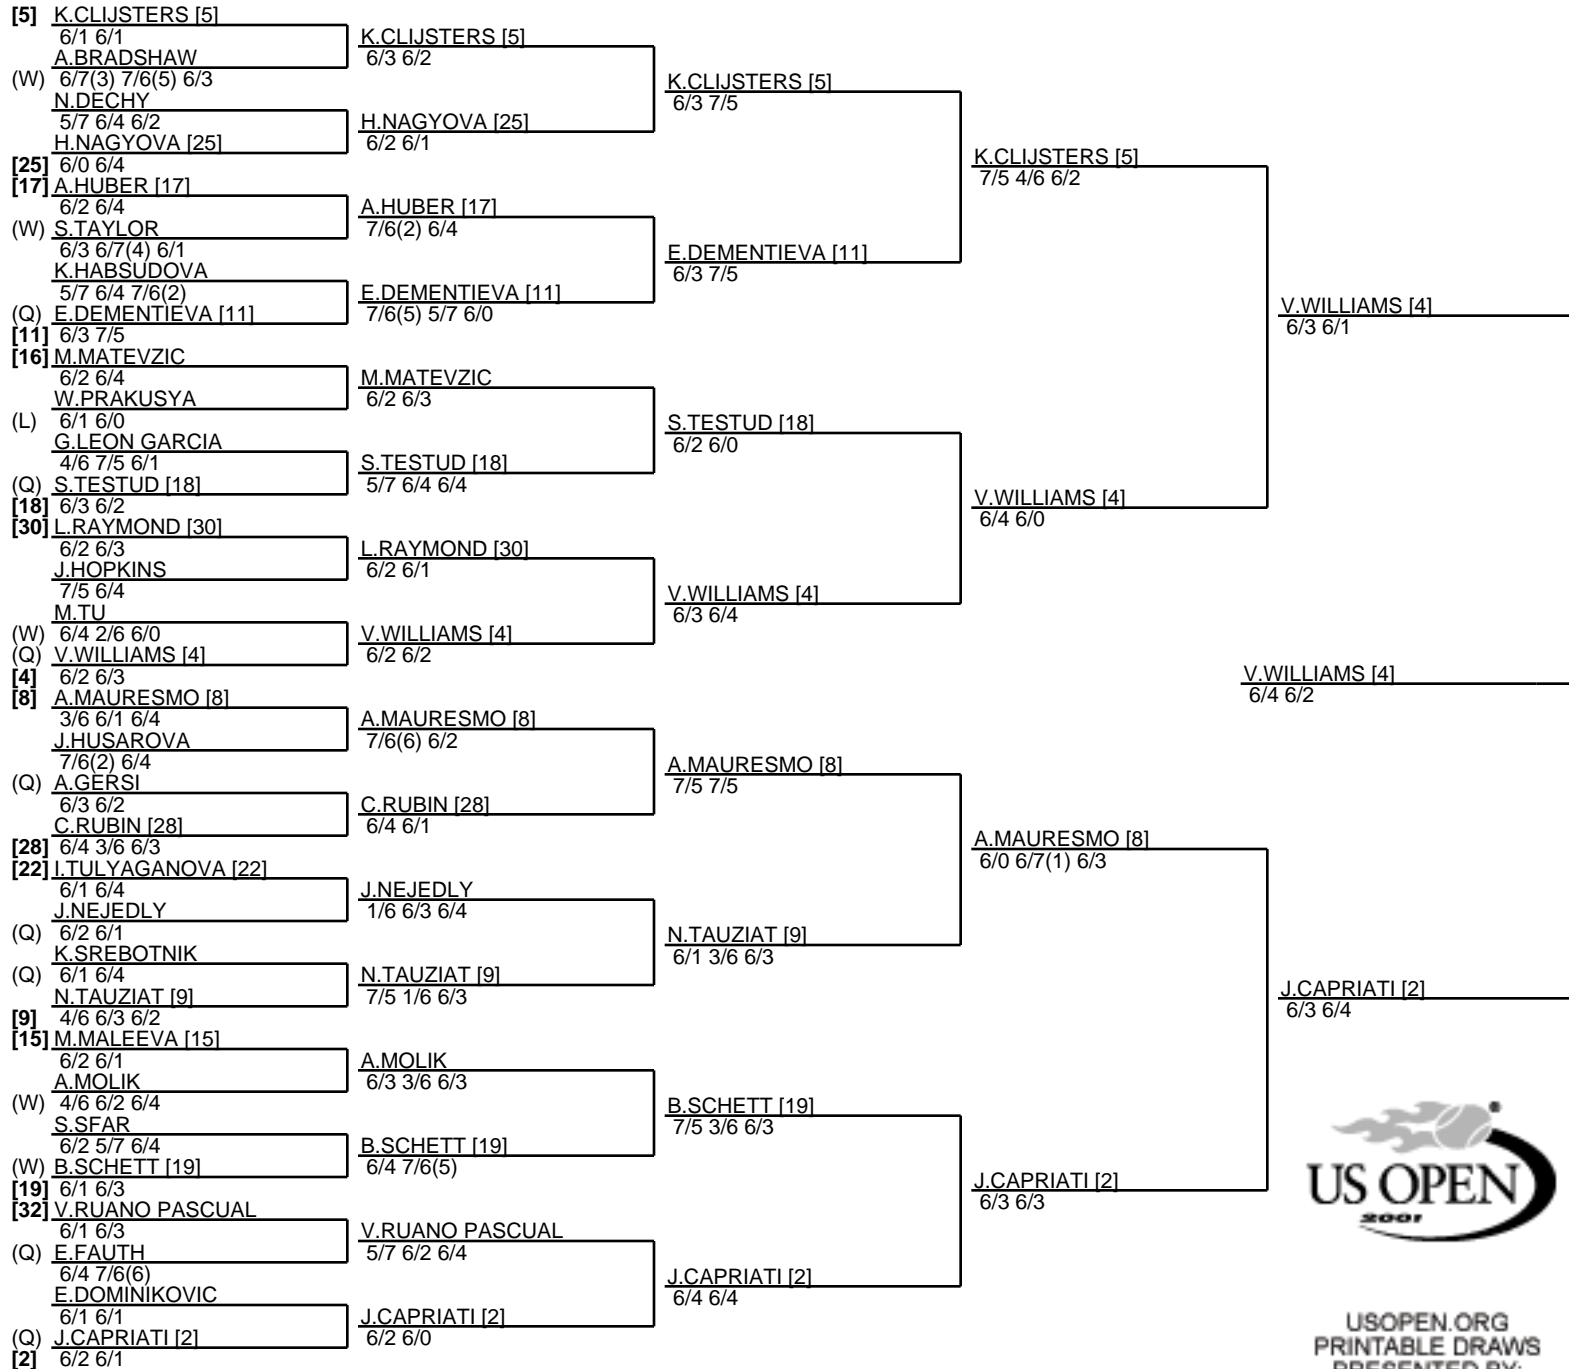 [5] K.CLIJSTERS [5]
6/1 6/1
A.BRADSHAW
(W) 6/7(3) 7/6(5) 6/3
N.DECHY
5/7 6/4 6/2
H.NAGYOVA [25]
[25] 6/0 6/4
[17] A.HUBER [17]
6/2 6/4
(W) S.TAYLOR
6/3 6/7(4) 6/1
K.HABSUDOVA
5/7 6/4 7/6(2)
(Q) E.DEMENTIEVA [11]
[11] 6/3 7/5
[16] M.MATEVZIC
6/2 6/4
W.PRAKUSYA
(L) 6/1 6/0
G.LEON GARCIA
4/6 7/5 6/1
(Q) S.TESTUD [18]
[18] 6/3 6/2
[30] L.RAYMOND [30]
6/2 6/3
J.HOPKINS
7/5 6/4
M.TU
(W) 6/4 2/6 6/0
(Q) V.WILLIAMS [4]
[4] 6/2 6/3
[8] A.MAURESMO [8]
3/6 6/1 6/4
J.HUSAROVA
7/6(2) 6/4
(Q) A.GERSI
6/3 6/2
C.RUBIN [28]
[28] 6/4 3/6 6/3
[22] I.TULYAGANOVA [22]
6/1 6/4
J.NEJEDLY
(Q) 6/2 6/1
K.SREBOTNIK
(Q) 6/1 6/4
N.TAUZIAT [9]
[9] 4/6 6/3 6/2
[15] M.MALEEVA [15]
6/2 6/1
A.MOLIK
(W) 4/6 6/2 6/4
S.SFAR
6/2 5/7 6/4
(W) B.SCHETT [19]
[19] 6/1 6/3
[32] V.RUANO PASCUAL
6/1 6/3
(Q) E.FAUTH
6/4 7/6(6)
E.DOMINIKOVIC
6/1 6/1
(Q) J.CAPRIATI [2]
[2] 6/2 6/1
K.CLIJSTERS [5]
6/3 6/2
H.NAGYOVA [25]
6/2 6/1
A.HUBER [17]
7/6(2) 6/4
E.DEMENTIEVA [11]
7/6(5) 5/7 6/0
M.MATEVZIC
6/2 6/3
S.TESTUD [18]
5/7 6/4 6/4
L.RAYMOND [30]
6/2 6/1
V.WILLIAMS [4]
6/2 6/2
A.MAURESMO [8]
7/6(6) 6/2
C.RUBIN [28]
6/4 6/1
J.NEJEDLY
1/6 6/3 6/4
N.TAUZIAT [9]
7/5 1/6 6/3
A.MOLIK
6/3 3/6 6/3
B.SCHETT [19]
6/4 7/6(5)
V.RUANO PASCUAL
5/7 6/2 6/4
J.CAPRIATI [2]
6/2 6/0
K.CLIJSTERS [5]
6/3 7/5
E.DEMENTIEVA [11]
6/3 7/5
S.TESTUD [18]
6/2 6/0
V.WILLIAMS [4]
6/3 6/4
A.MAURESMO [8]
7/5 7/5
N.TAUZIAT [9]
6/1 3/6 6/3
B.SCHETT [19]
7/5 3/6 6/3
J.CAPRIATI [2]
6/4 6/4
K.CLIJSTERS [5]
7/5 4/6 6/2
V.WILLIAMS [4]
6/4 6/0
A.MAURESMO [8]
6/0 6/7(1) 6/3
J.CAPRIATI [2]
6/3 6/3
V.WILLIAMS [4]
6/3 6/1
J.CAPRIATI [2]
6/3 6/4
V.WILLIAMS [4]
6/4 6/2
US OPEN
2001
USOPEN.ORG
PRINTABLE DRAWS
PRESENTED BY: